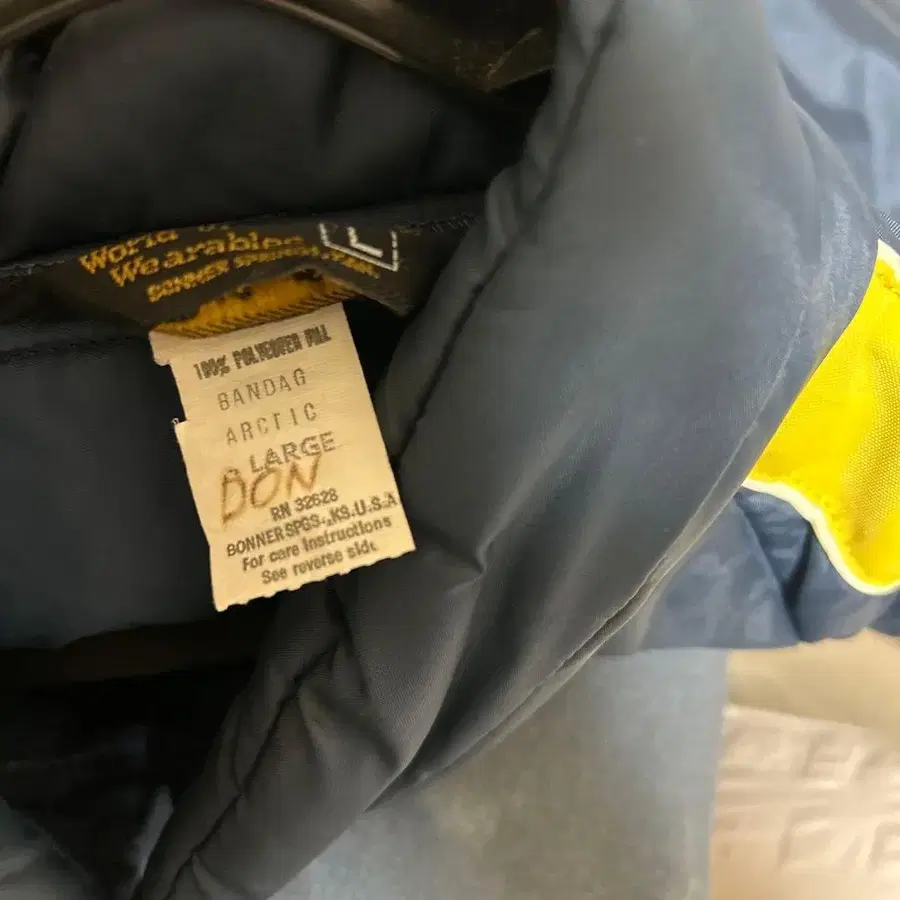 World of
Wearables
BONNER SPRINGS, KAN.
100% POLYESTER FILL
BANDAG
ARCTIC
LARGE
DON
RN 32628
BONNER SPGS., KS. U.S.A
For care instructions
See reverse side.